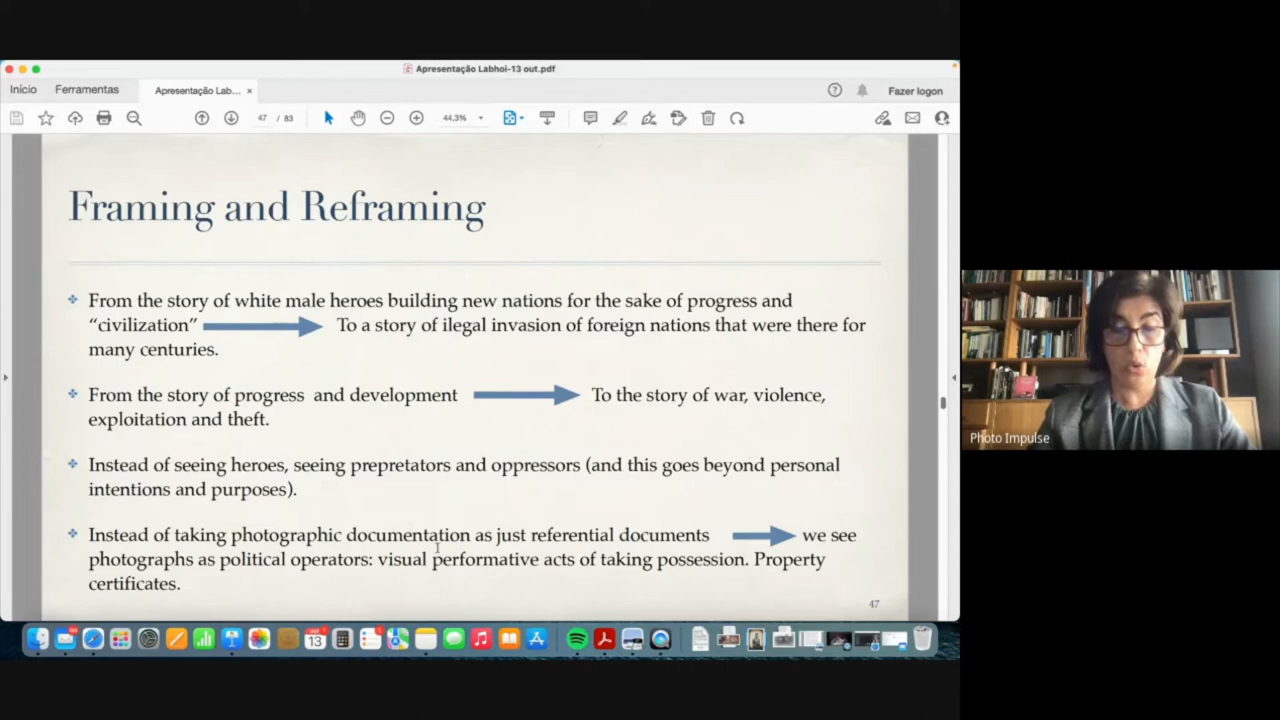 Apresentação Labhoi-13 out.pdf
Início Ferramentas Apresentação Lab... × Fazer logon
47 / 83 44,3%
Framing and Reframing
From the story of white male heroes building new nations for the sake of progress and
“civilization” To a story of ilegal invasion of foreign nations that were there for
many centuries.
From the story of progress and development To the story of war, violence,
exploitation and theft.
Instead of seeing heroes, seeing prepretators and oppressors (and this goes beyond personal
intentions and purposes).
Instead of taking photographic documentation as just referential documents we see
photographs as political operators: visual performative acts of taking possession. Property
certificates.
47
13
Photo Impulse